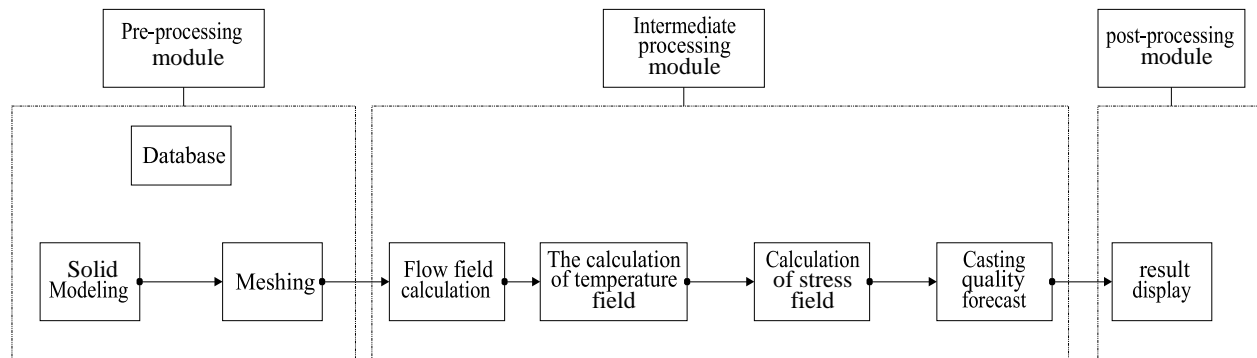 Pre-processing
module
Intermediate
processing
module
post-processing
module
Database
Solid
Modeling
Meshing
Flow field
calculation
The calculation
of temperature
field
Calculation
of stress
field
Casting
quality
forecast
result
display